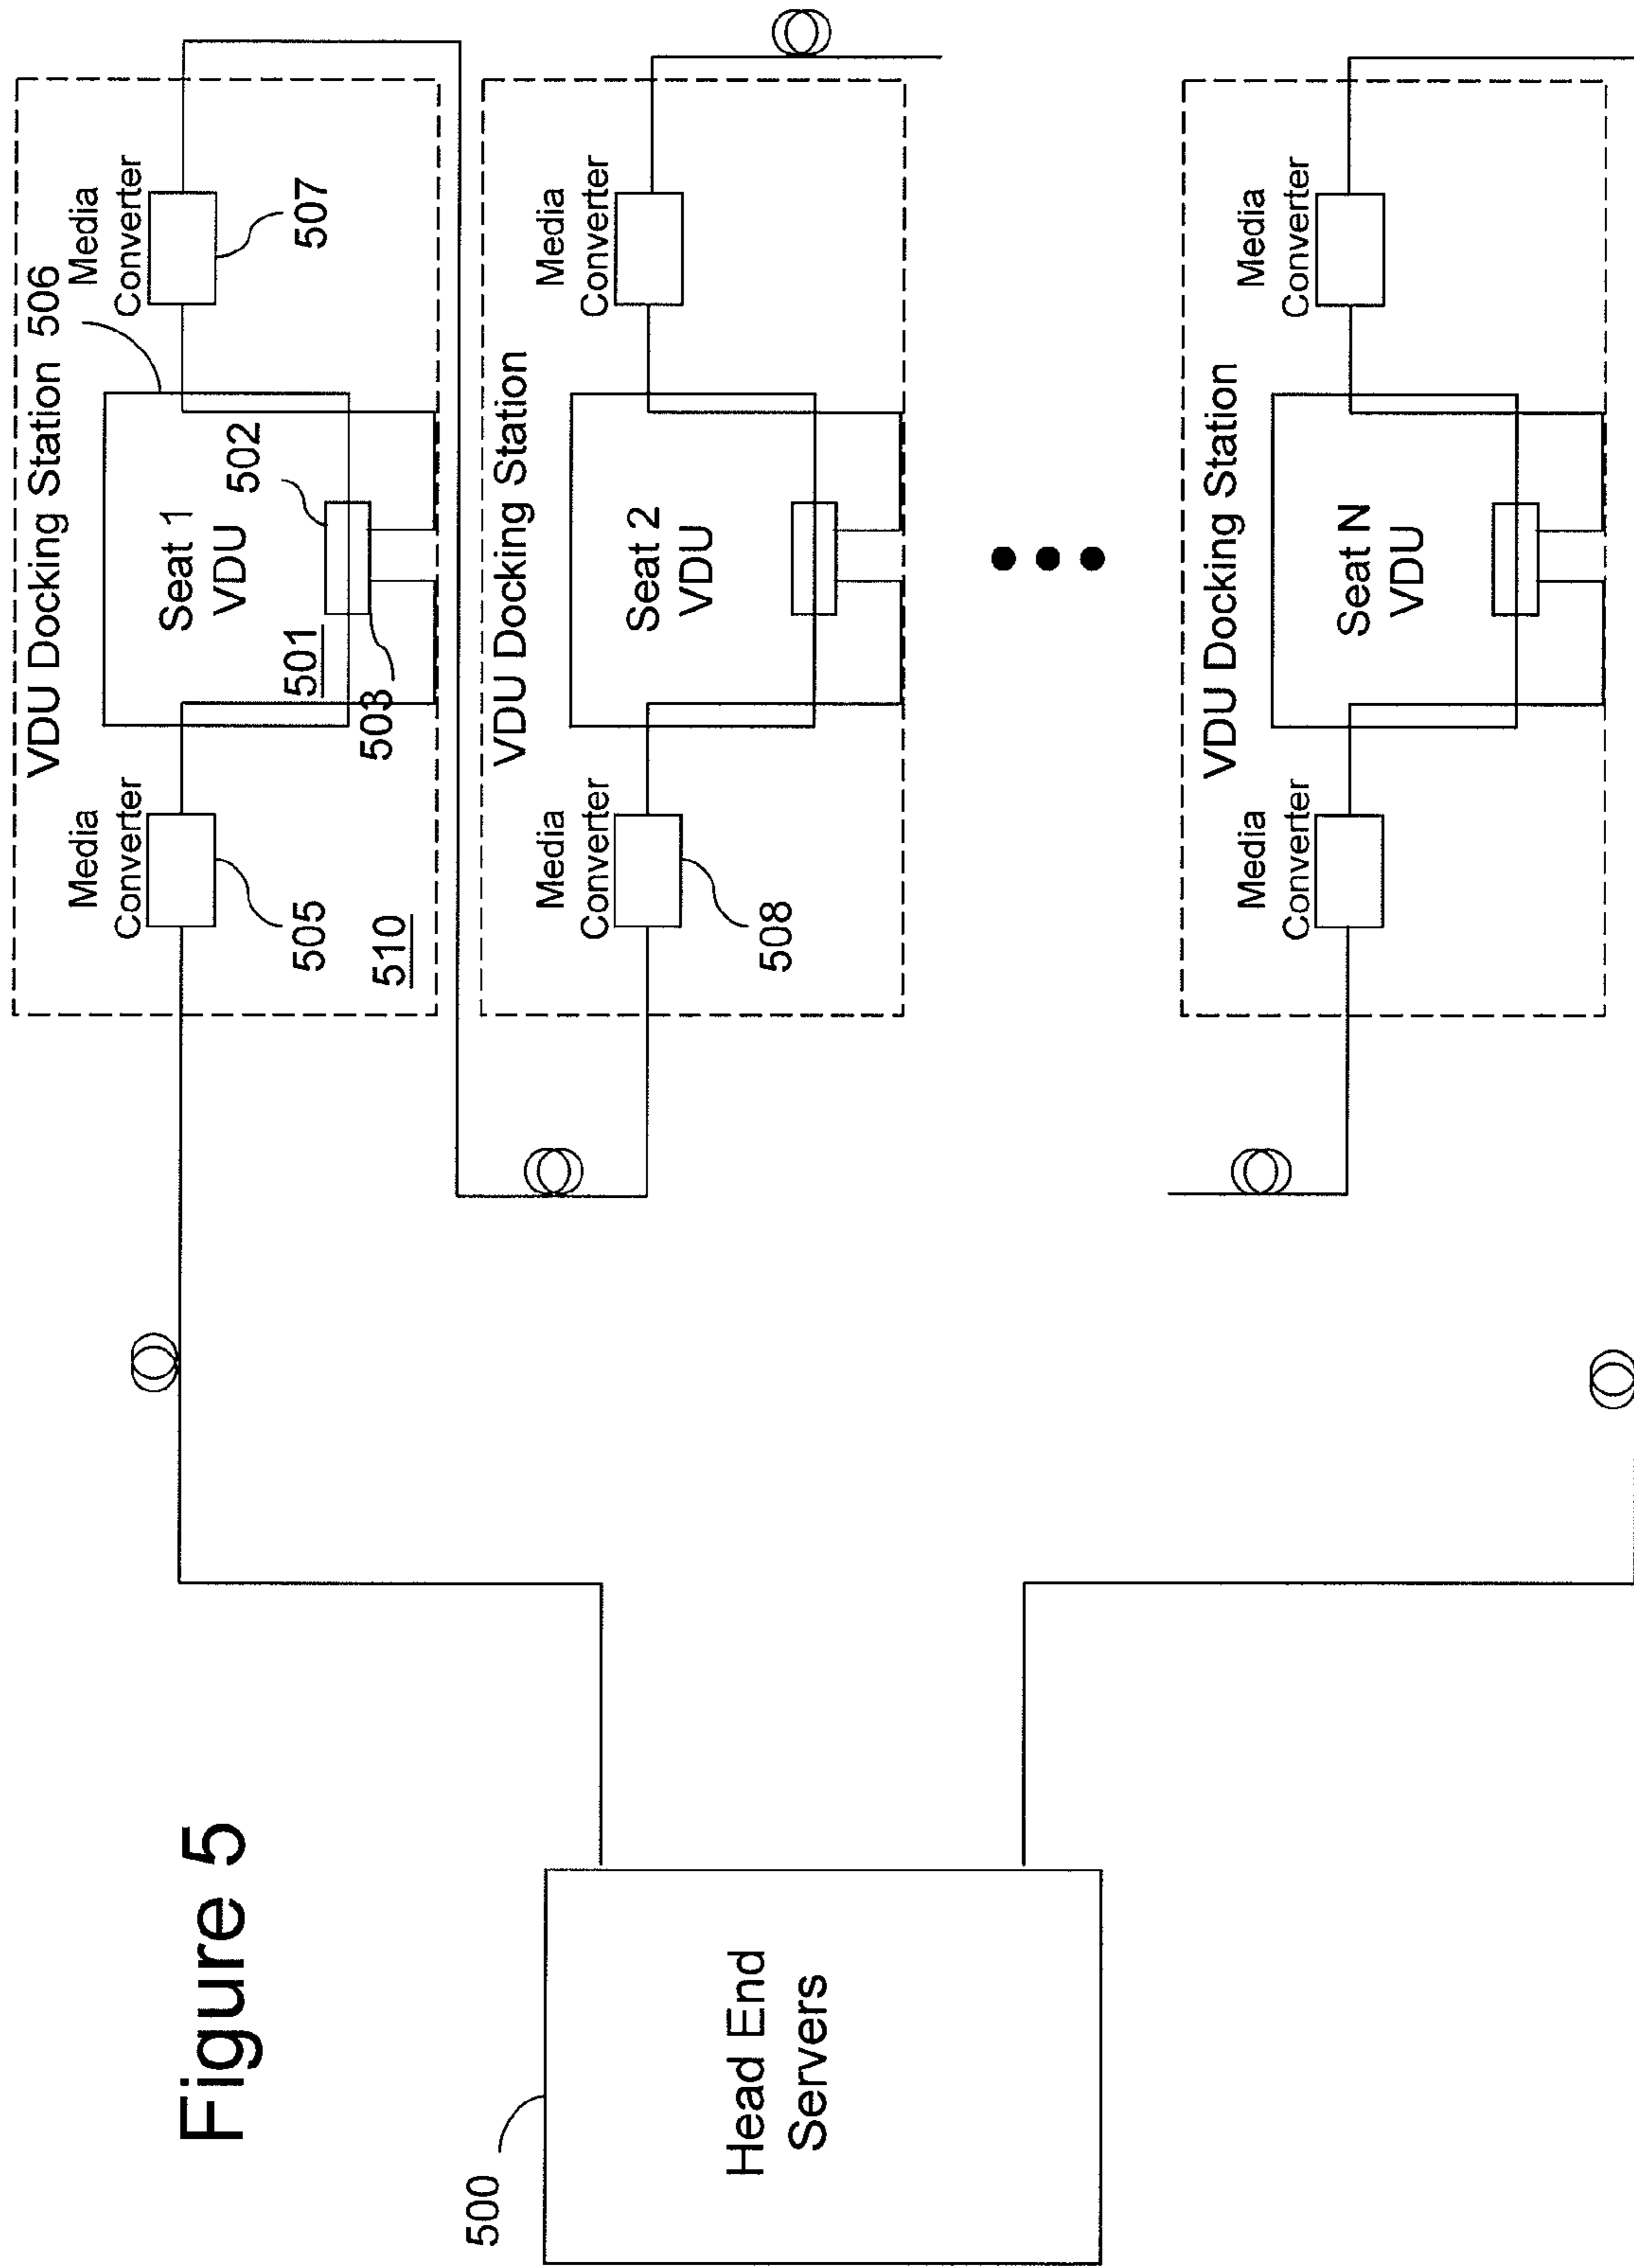 Figure 5
500
Head End
Servers
VDU Docking Station 506
Media
Converter
505
510
Seat 1
VDU
501
502
503
Media
Converter
507
VDU Docking Station
Media
Converter
508
Seat 2
VDU
Media
Converter
VDU Docking Station
Media
Converter
Seat N
VDU
Media
Converter